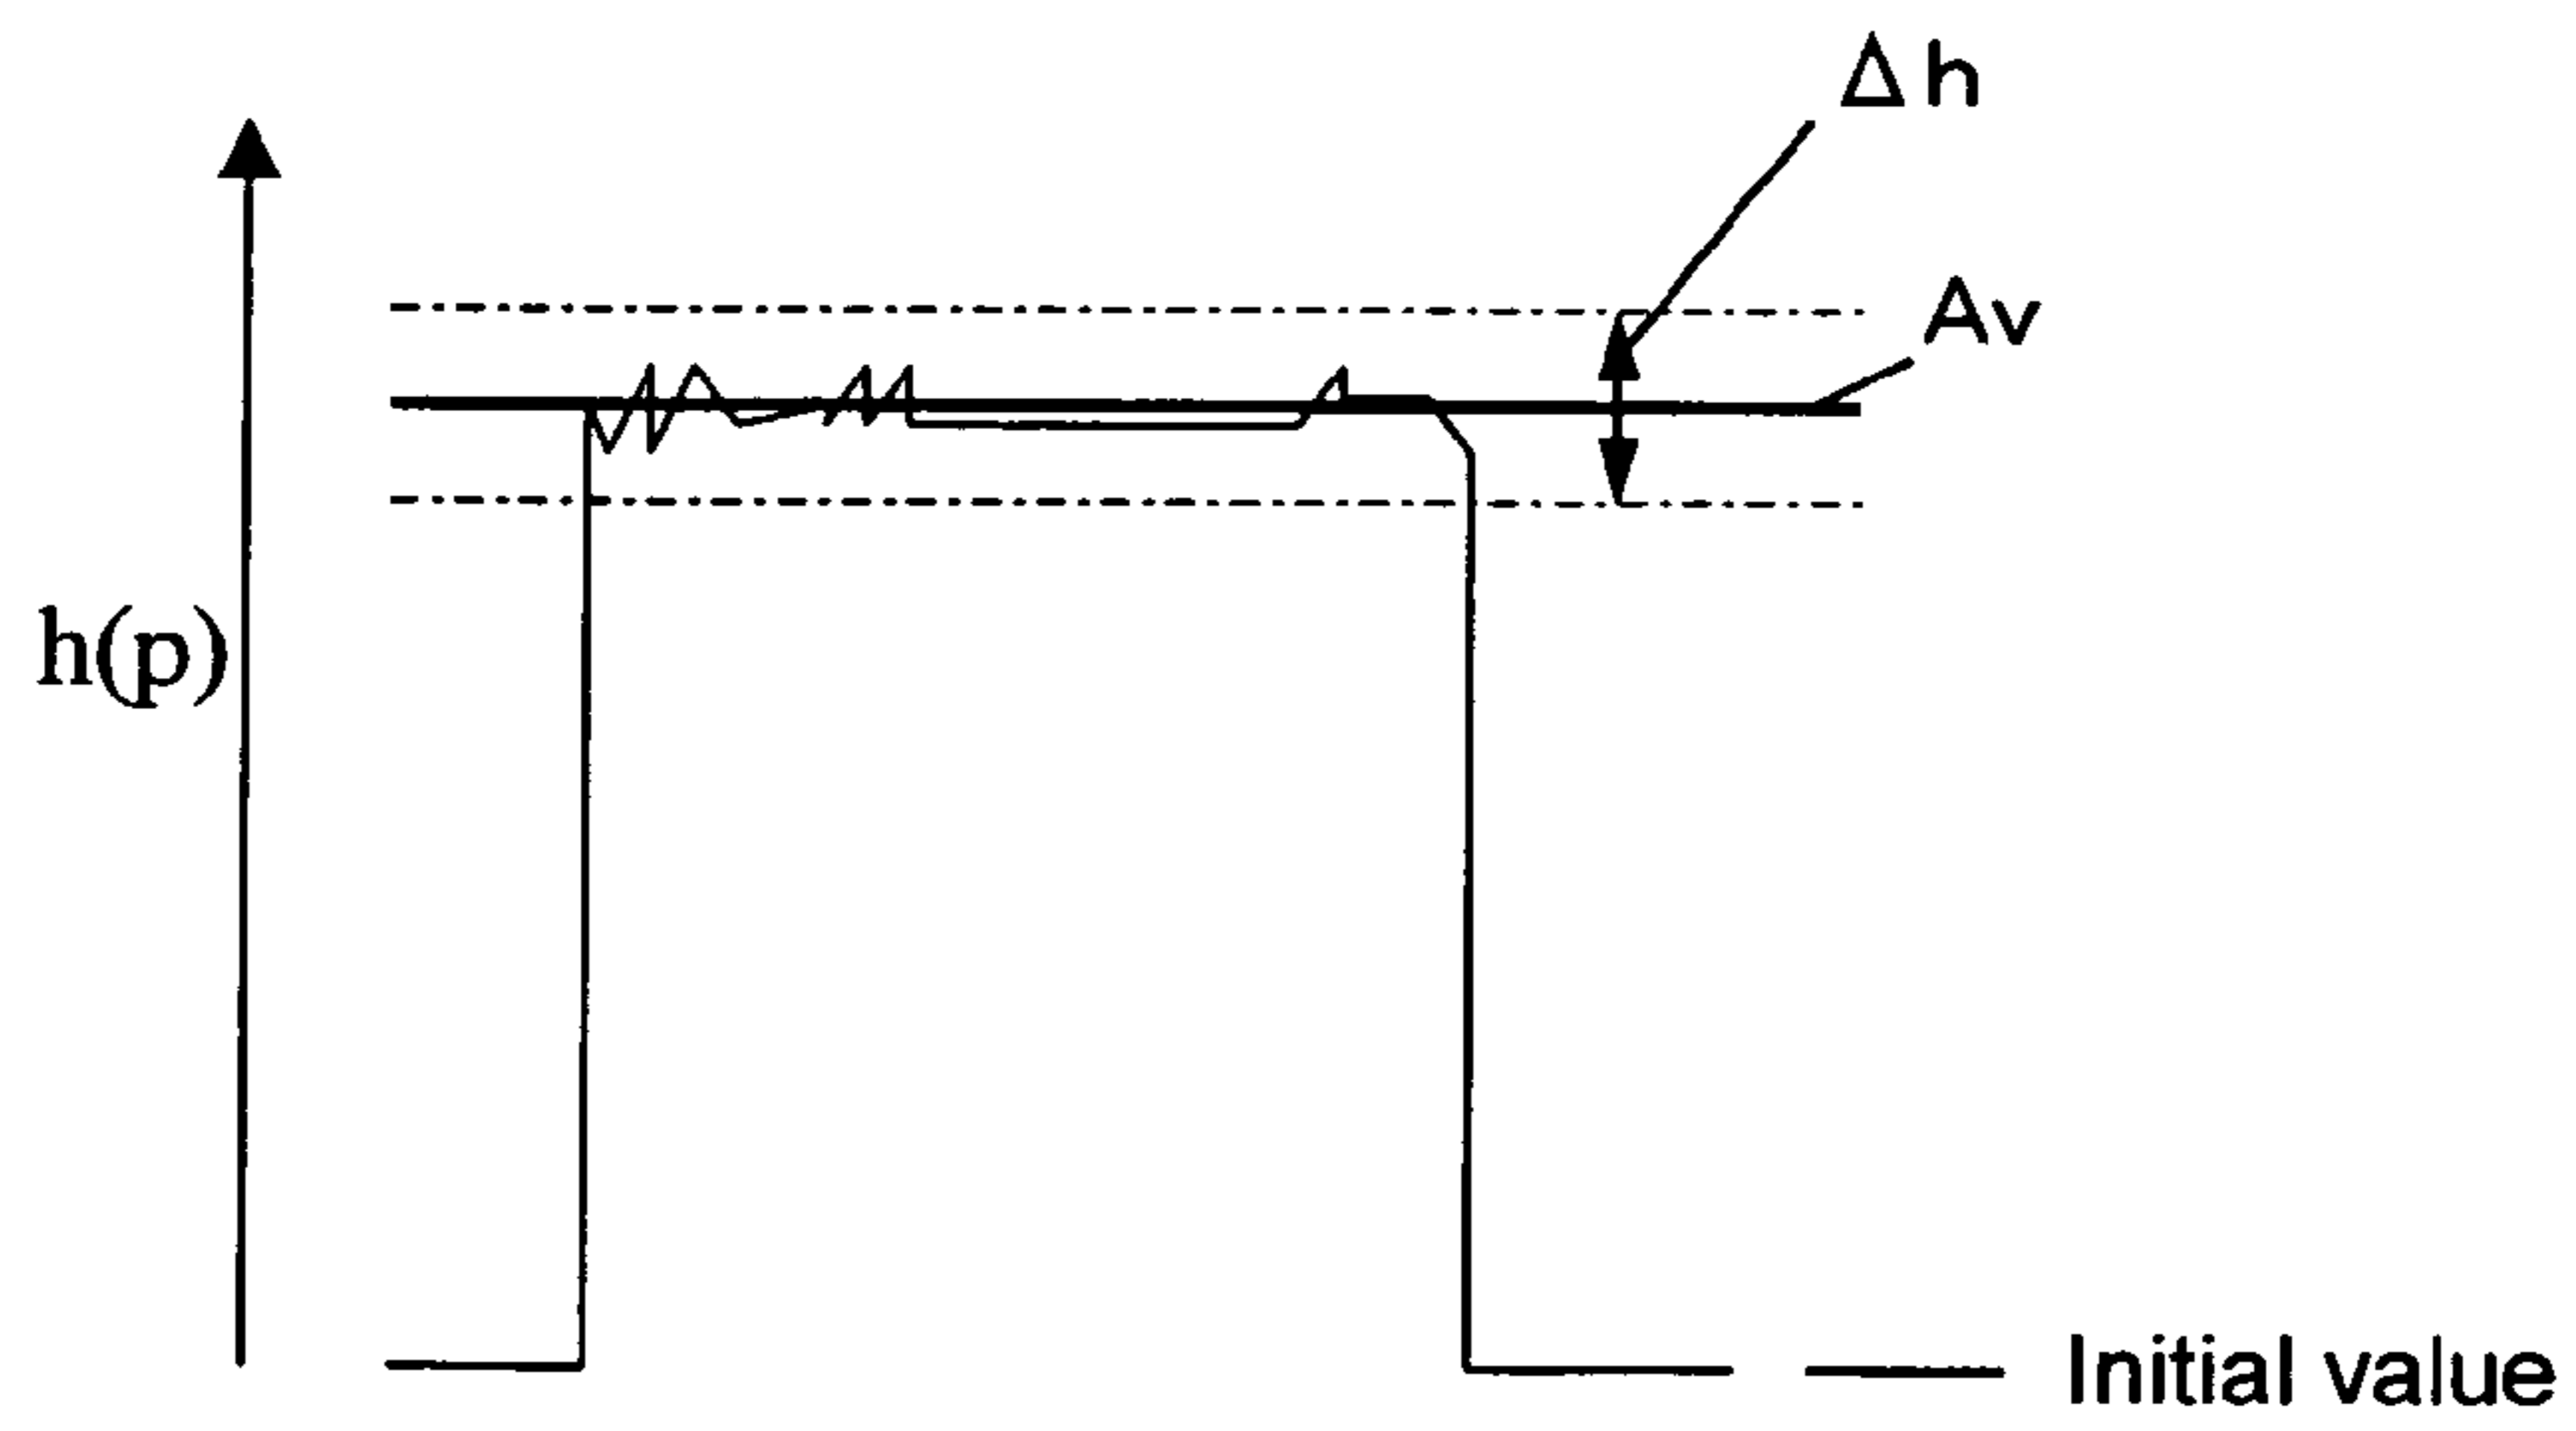 Δh
Av
h(p)
Initial value